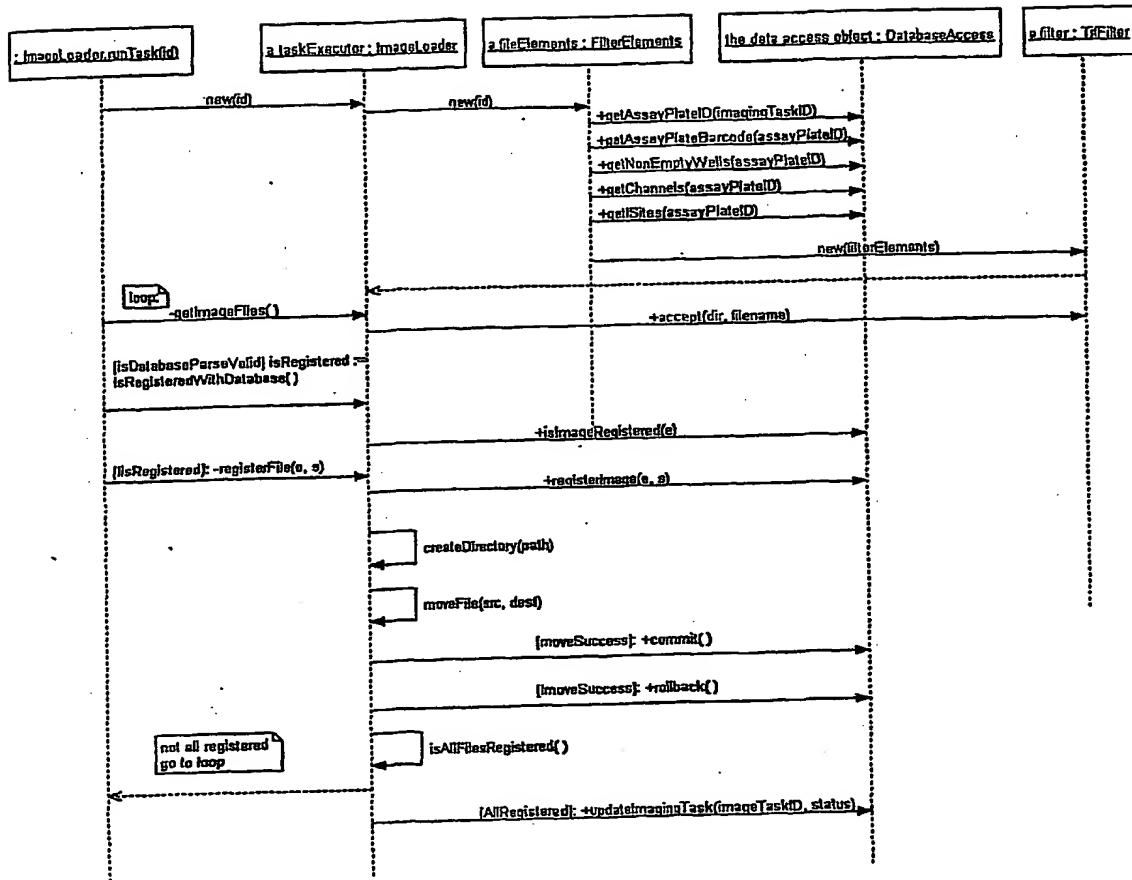 : ImageLoader.runTask(id)
a taskExecutor : ImageLoader
a fileElements : FilterElements
the data access object : DatabaseAccess
a filter : TifFilter
new(id)
new(id)
+getAssayPlateID(imagingTaskID)
+getAssayPlateBarcode(assayPlateID)
+getNonEmptyWells(assayPlateID)
+getChannels(assayPlateID)
+getSites(assayPlateID)
new(filterElements)
loop:
-getImageFiles()
+accept(dir, filename)
[isDatabaseParseValid] isRegistered :=
isRegisteredWithDatabase()
+isImageRegistered(e)
[!isRegistered]: -registerFile(e, s)
+registerImage(e, s)
createDirectory(path)
moveFile(src, dest)
[moveSuccess]: +commit()
[!moveSuccess]: +rollback()
not all registered
go to loop
isAllFilesRegistered()
[AllRegistered]: +updateImagingTask(imageTaskID, status)